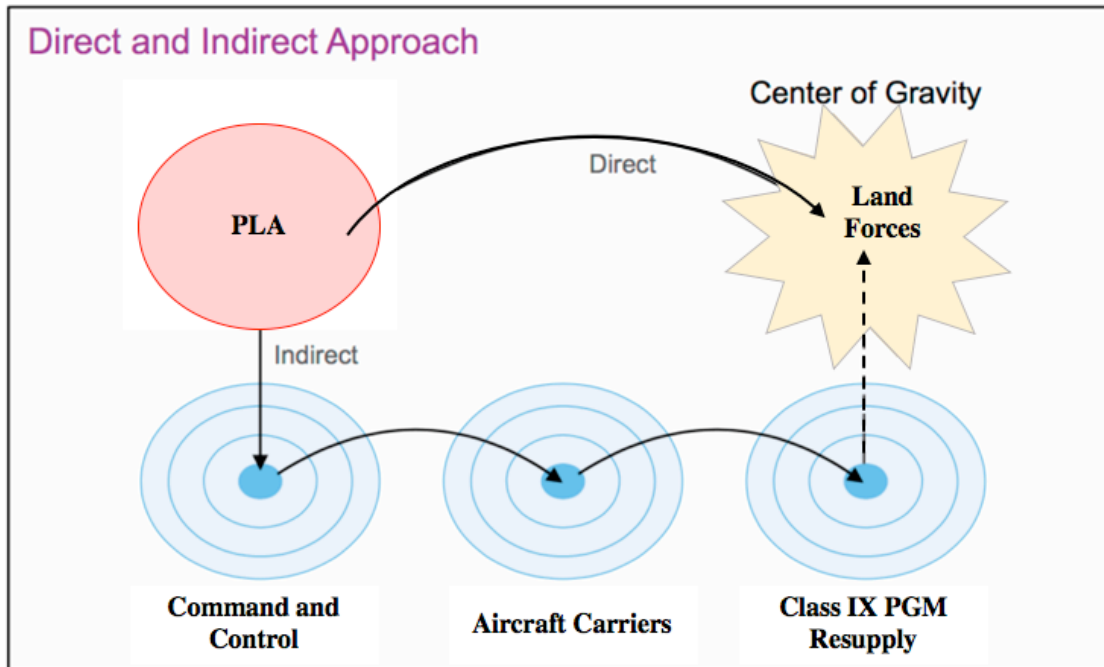 Direct and Indirect Approach
Center of Gravity
Direct
Land
Forces
PLA
Indirect
Command and
Control
Aircraft Carriers
Class IX PGM
Resupply